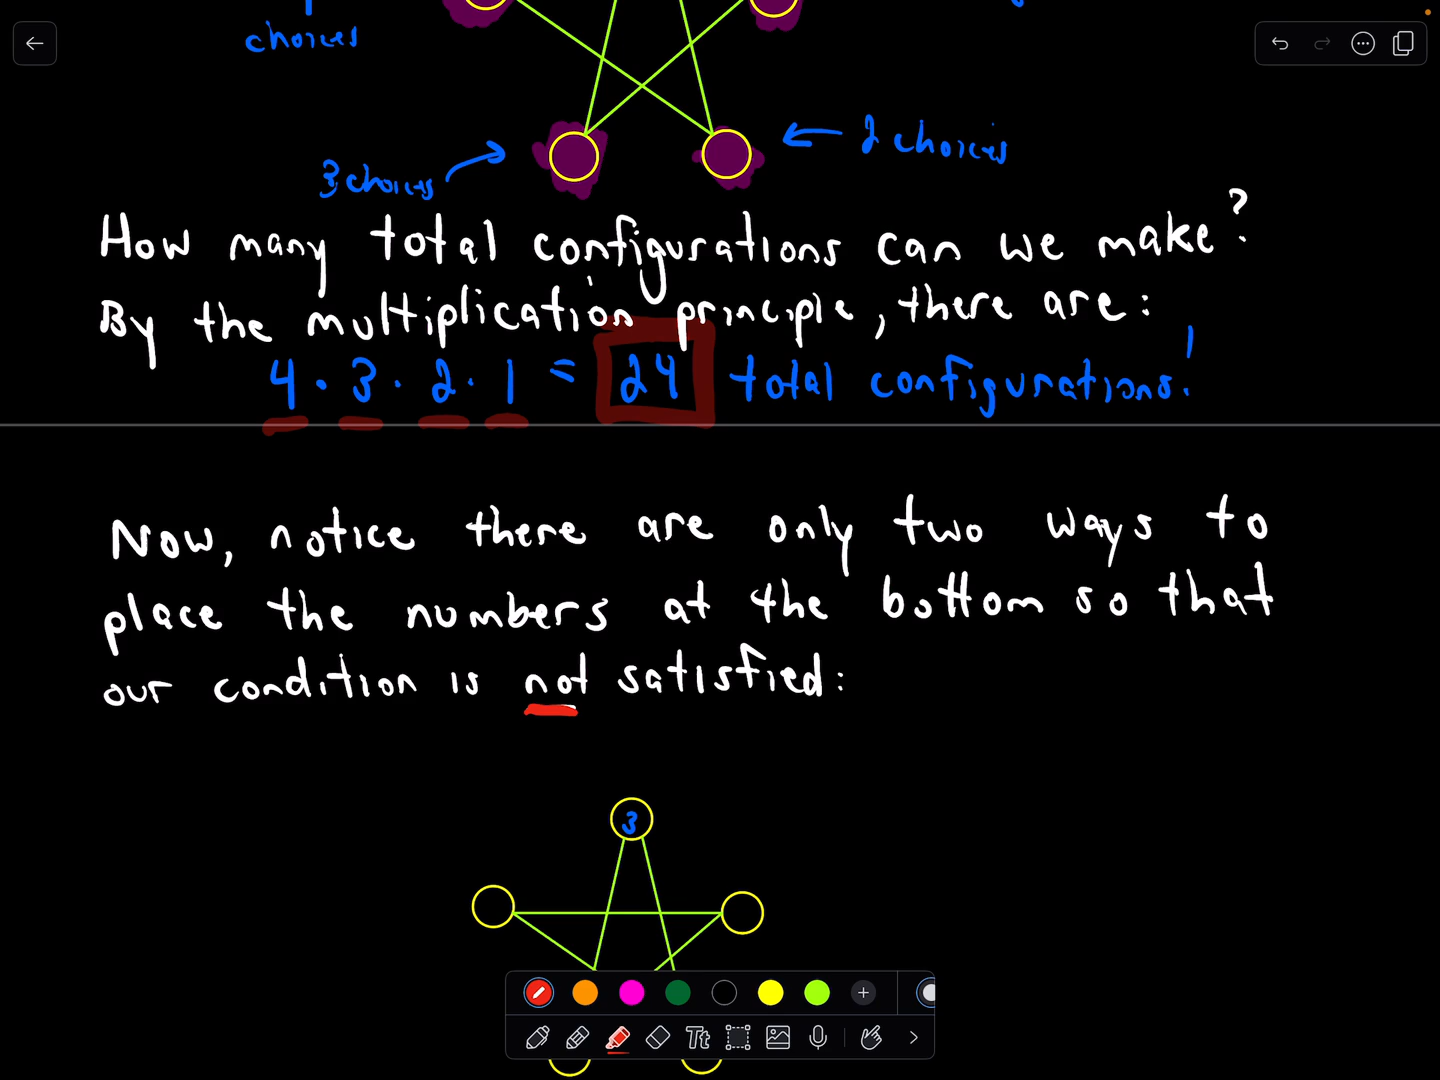 choices
3 choices
2 choices
How many total configurations can we make?
By the multiplication principle, there are:
4 · 3 · 2 · 1 = 24 total configurations!
Now, notice there are only two ways to
place the numbers at the bottom so that
our condition is not satisfied:
3
Tt